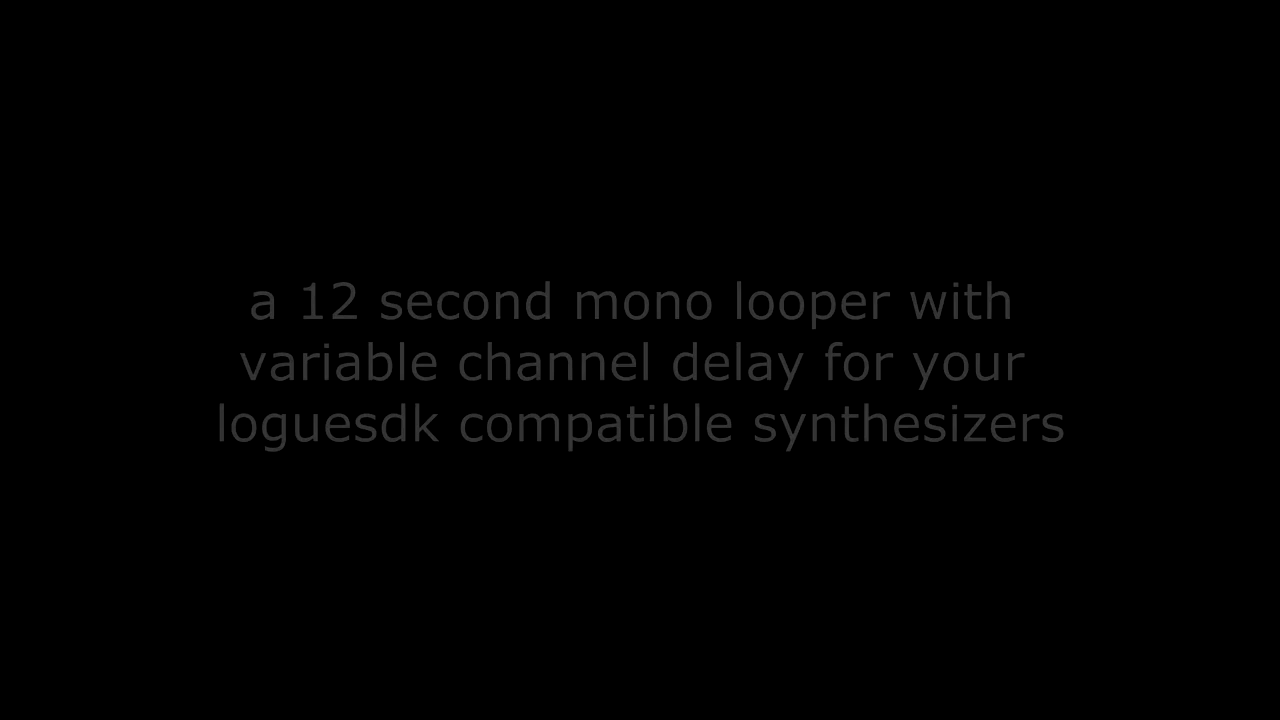 a 12 second mono looper with
variable channel delay for your
loguesdk compatible synthesizers